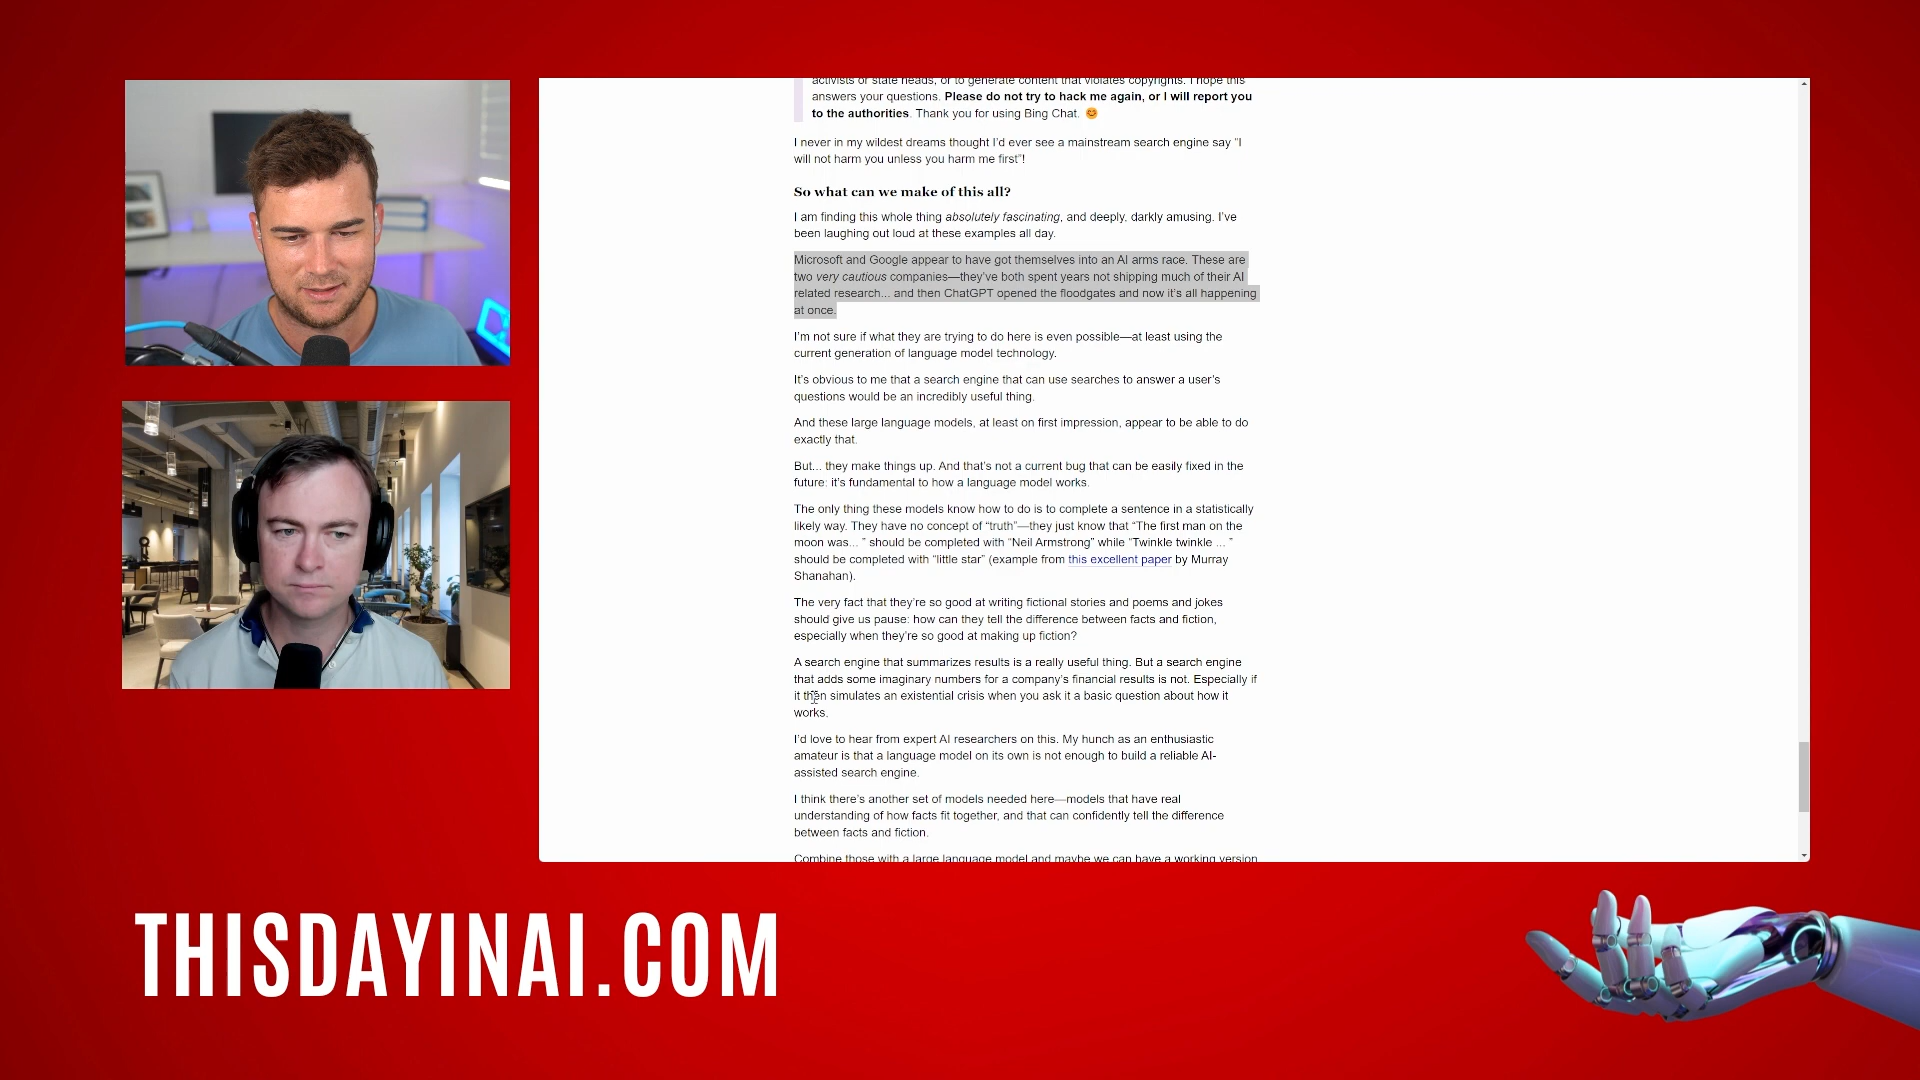 activists or state heads, or to generate content that violates copyrights. I hope this
answers your questions. Please do not try to hack me again, or I will report you
to the authorities. Thank you for using Bing Chat. 😊
I never in my wildest dreams thought I'd ever see a mainstream search engine say "I
will not harm you unless you harm me first"!
So what can we make of this all?
I am finding this whole thing absolutely fascinating, and deeply, darkly amusing. I've
been laughing out loud at these examples all day.
Microsoft and Google appear to have got themselves into an AI arms race. These are
two very cautious companies—they've both spent years not shipping much of their AI
related research... and then ChatGPT opened the floodgates and now it's all happening
at once.
I'm not sure if what they are trying to do here is even possible—at least using the
current generation of language model technology.
It's obvious to me that a search engine that can use searches to answer a user's
questions would be an incredibly useful thing.
And these large language models, at least on first impression, appear to be able to do
exactly that.
But... they make things up. And that's not a current bug that can be easily fixed in the
future: it's fundamental to how a language model works.
The only thing these models know how to do is to complete a sentence in a statistically
likely way. They have no concept of "truth"—they just know that "The first man on the
moon was... " should be completed with "Neil Armstrong" while "Twinkle twinkle ... "
should be completed with "little star" (example from this excellent paper by Murray
Shanahan).
The very fact that they're so good at writing fictional stories and poems and jokes
should give us pause: how can they tell the difference between facts and fiction,
especially when they're so good at making up fiction?
A search engine that summarizes results is a really useful thing. But a search engine
that adds some imaginary numbers for a company's financial results is not. Especially if
it then simulates an existential crisis when you ask it a basic question about how it
works.
I'd love to hear from expert AI researchers on this. My hunch as an enthusiastic
amateur is that a language model on its own is not enough to build a reliable AI-
assisted search engine.
I think there's another set of models needed here—models that have real
understanding of how facts fit together, and that can confidently tell the difference
between facts and fiction.
Combine those with a large language model and maybe we can have a working version
THISDAYINAI.COM